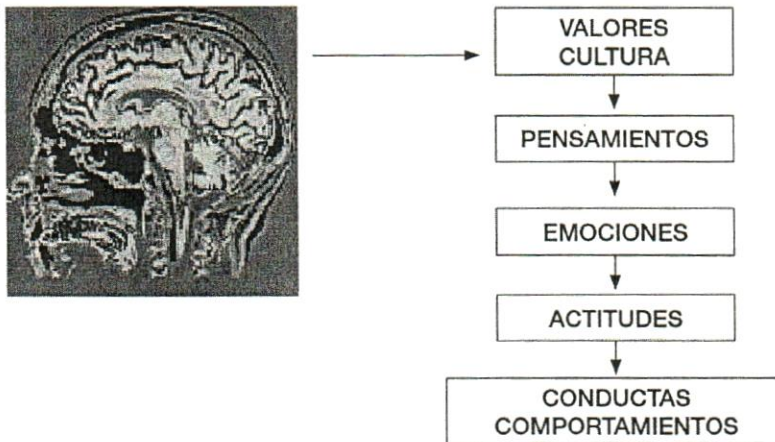 VALORES
CULTURA
PENSAMIENTOS
EMOCIONES
ACTITUDES
CONDUCTAS
COMPORTAMIENTOS